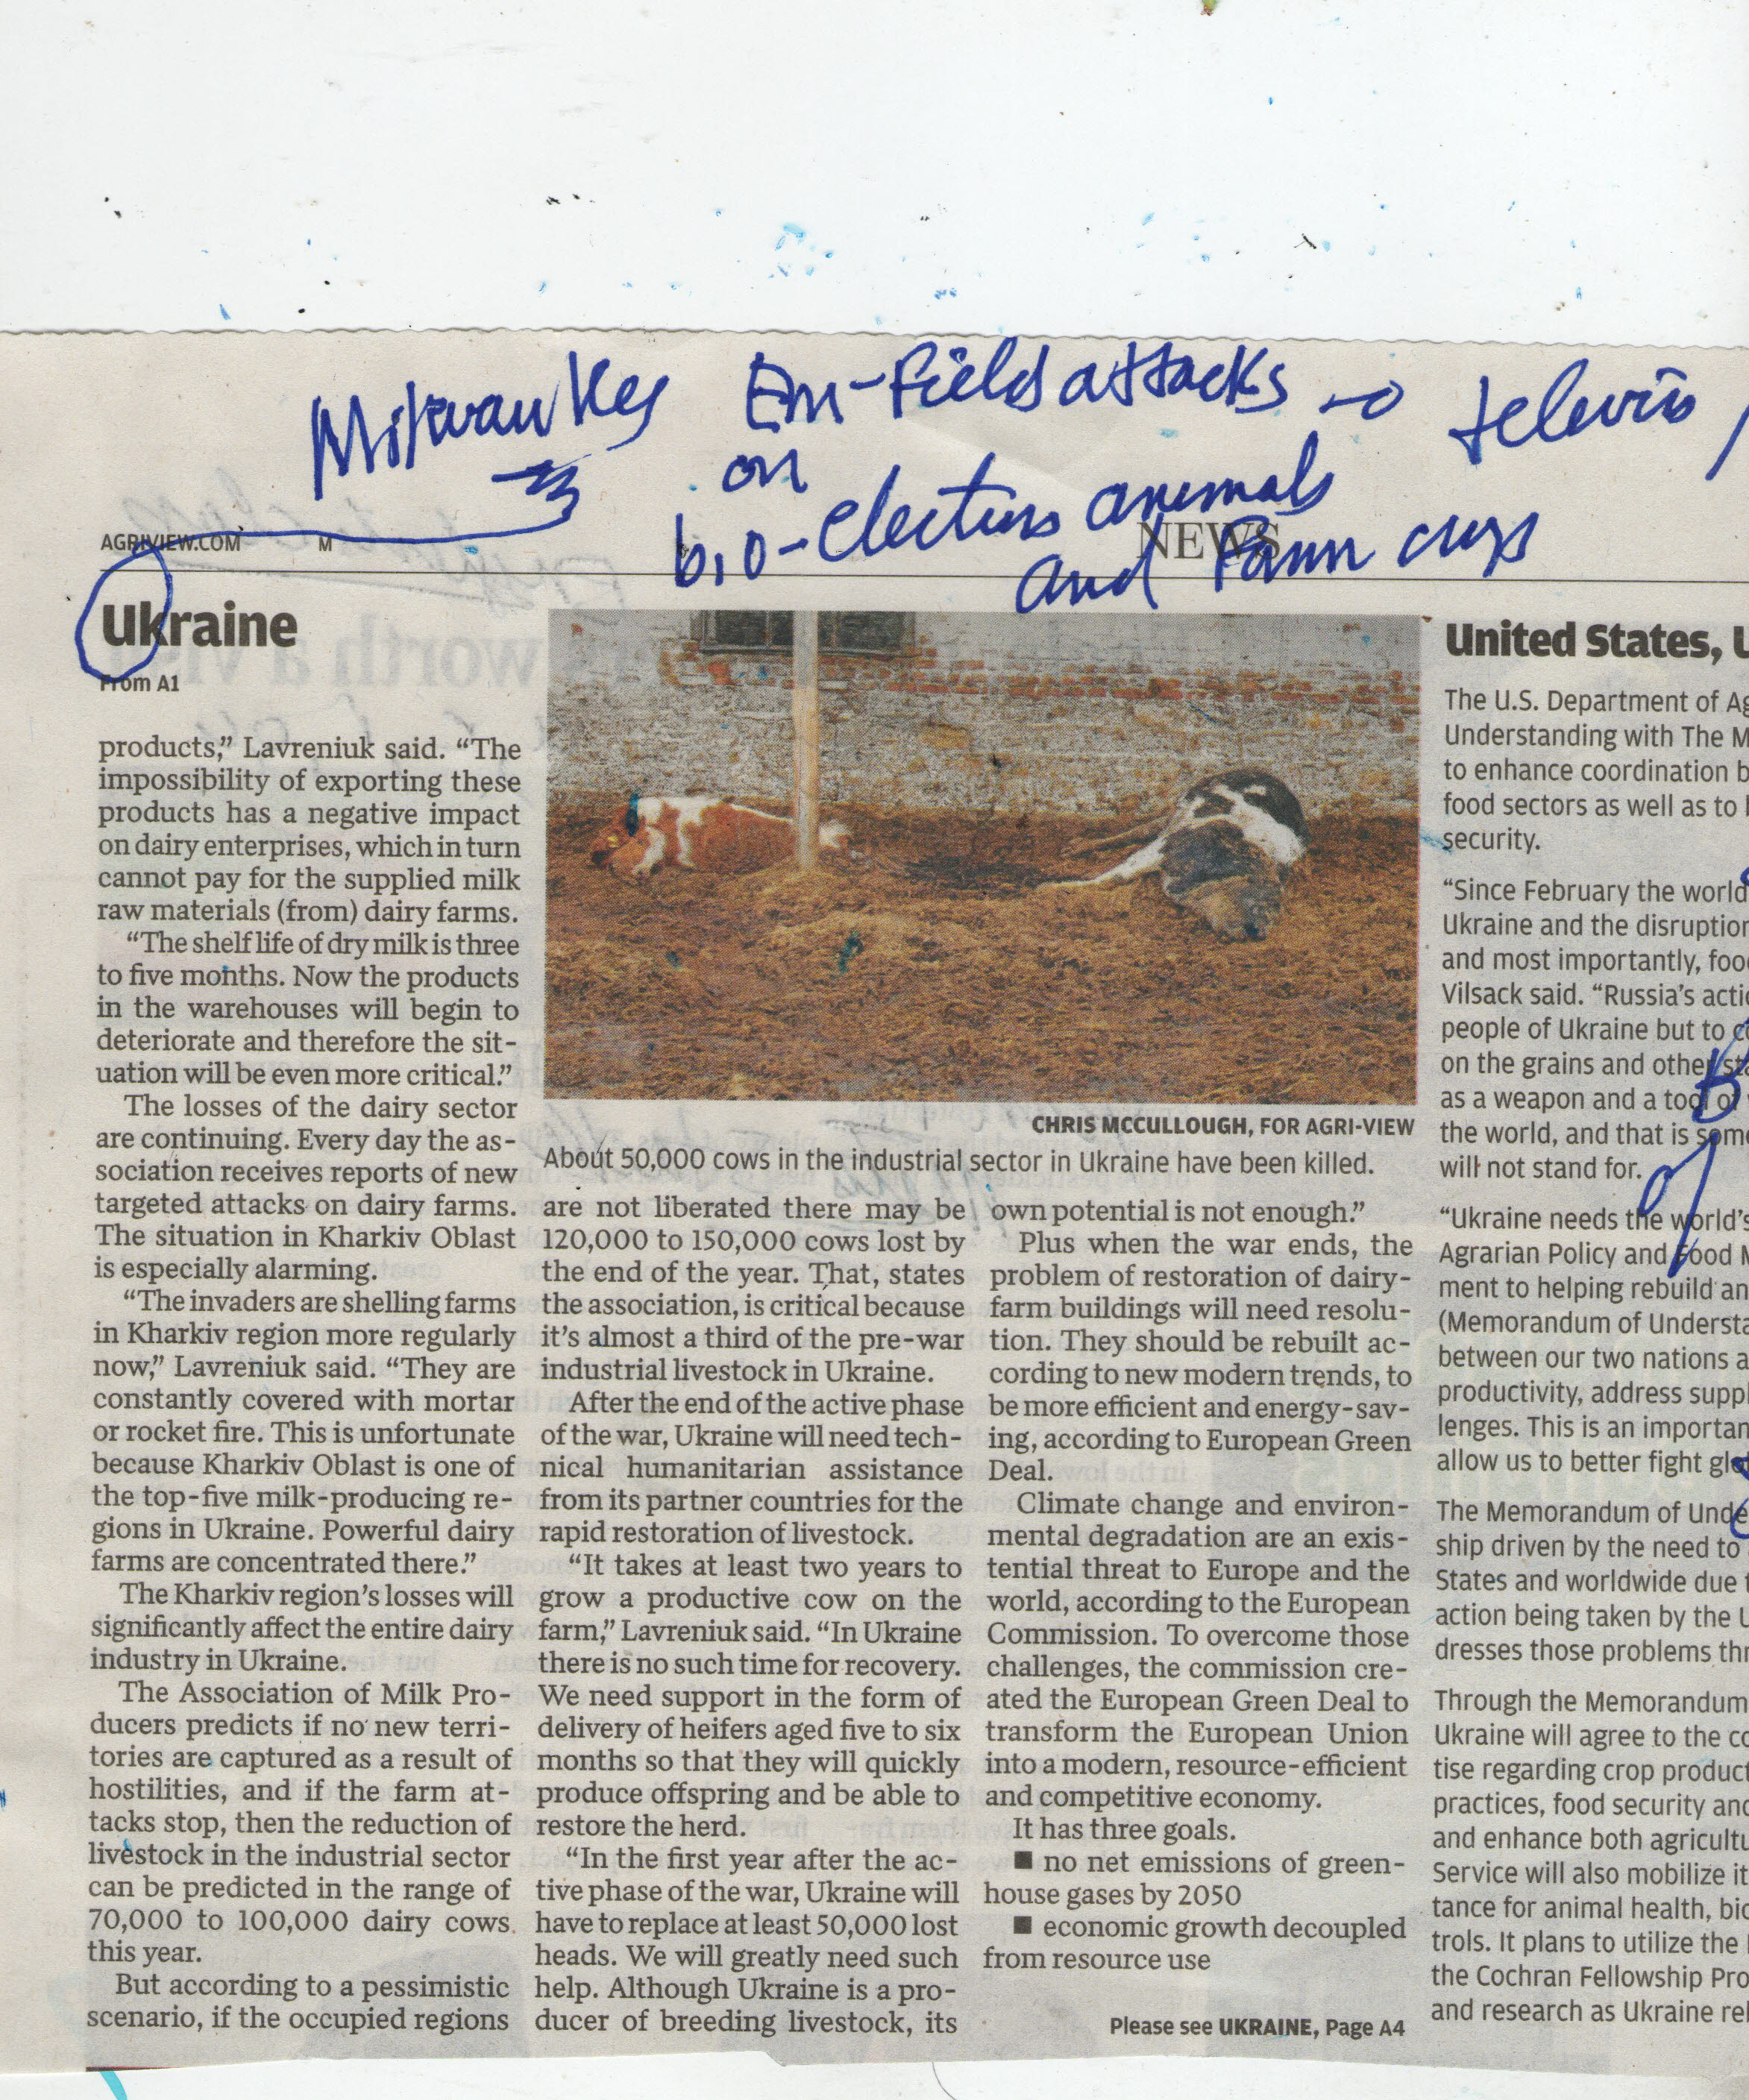 Milwaukey Em-field attacks
on
bio-electurs animals
and Farm crops
AGRIVIEW.COM
M
NEWS
Ukraine
From A1
products,” Lavreniuk said. “The
impossibility of exporting these
products has a negative impact
on dairy enterprises, which in turn
cannot pay for the supplied milk
raw materials (from) dairy farms.
“The shelf life of dry milk is three
to five months. Now the products
in the warehouses will begin to
deteriorate and therefore the sit-
uation will be even more critical.”
The losses of the dairy sector
are continuing. Every day the as-
sociation receives reports of new
targeted attacks on dairy farms.
The situation in Kharkiv Oblast
is especially alarming.
“The invaders are shelling farms
in Kharkiv region more regularly
now,” Lavreniuk said. “They are
constantly covered with mortar
or rocket fire. This is unfortunate
because Kharkiv Oblast is one of
the top-five milk-producing re-
gions in Ukraine. Powerful dairy
farms are concentrated there.”
The Kharkiv region’s losses will
significantly affect the entire dairy
industry in Ukraine.
The Association of Milk Pro-
ducers predicts if no new terri-
tories are captured as a result of
hostilities, and if the farm at-
tacks stop, then the reduction of
livestock in the industrial sector
can be predicted in the range of
70,000 to 100,000 dairy cows
this year.
But according to a pessimistic
scenario, if the occupied regions
CHRIS MCCULLOUGH, FOR AGRI-VIEW
About 50,000 cows in the industrial sector in Ukraine have been killed.
are not liberated there may be
120,000 to 150,000 cows lost by
the end of the year. That, states
the association, is critical because
it’s almost a third of the pre-war
industrial livestock in Ukraine.
After the end of the active phase
of the war, Ukraine will need tech-
nical humanitarian assistance
from its partner countries for the
rapid restoration of livestock.
“It takes at least two years to
grow a productive cow on the
farm,” Lavreniuk said. “In Ukraine
there is no such time for recovery.
We need support in the form of
delivery of heifers aged five to six
months so that they will quickly
produce offspring and be able to
restore the herd.
“In the first year after the ac-
tive phase of the war, Ukraine will
have to replace at least 50,000 lost
heads. We will greatly need such
help. Although Ukraine is a pro-
ducer of breeding livestock, its
own potential is not enough.”
Plus when the war ends, the
problem of restoration of dairy-
farm buildings will need resolu-
tion. They should be rebuilt ac-
cording to new modern trends, to
be more efficient and energy-sav-
ing, according to European Green
Deal.
Climate change and environ-
mental degradation are an exis-
tential threat to Europe and the
world, according to the European
Commission. To overcome those
challenges, the commission cre-
ated the European Green Deal to
transform the European Union
into a modern, resource-efficient
and competitive economy.
It has three goals.
■ no net emissions of green-
house gases by 2050
■ economic growth decoupled
from resource use
Please see UKRAINE, Page A4
United States, U
The U.S. Department of Ag
Understanding with The M
to enhance coordination b
food sectors as well as to
security.
“Since February the world
Ukraine and the disruption
and most importantly, foo
Vilsack said. “Russia’s acti
people of Ukraine but to
on the grains and other sta
as a weapon and a tool of
the world, and that is some
will not stand for.
“Ukraine needs the world’s
Agrarian Policy and Food M
ment to helping rebuild an
(Memorandum of Understa
between our two nations a
productivity, address suppl
lenges. This is an importan
allow us to better fight glo
The Memorandum of Unde
ship driven by the need to
States and worldwide due
action being taken by the U
dresses those problems thr
Through the Memorandum
Ukraine will agree to the co
tise regarding crop product
practices, food security and
and enhance both agricultu
Service will also mobilize it
tance for animal health, bio
trols. It plans to utilize the
the Cochran Fellowship Pro
and research as Ukraine rel